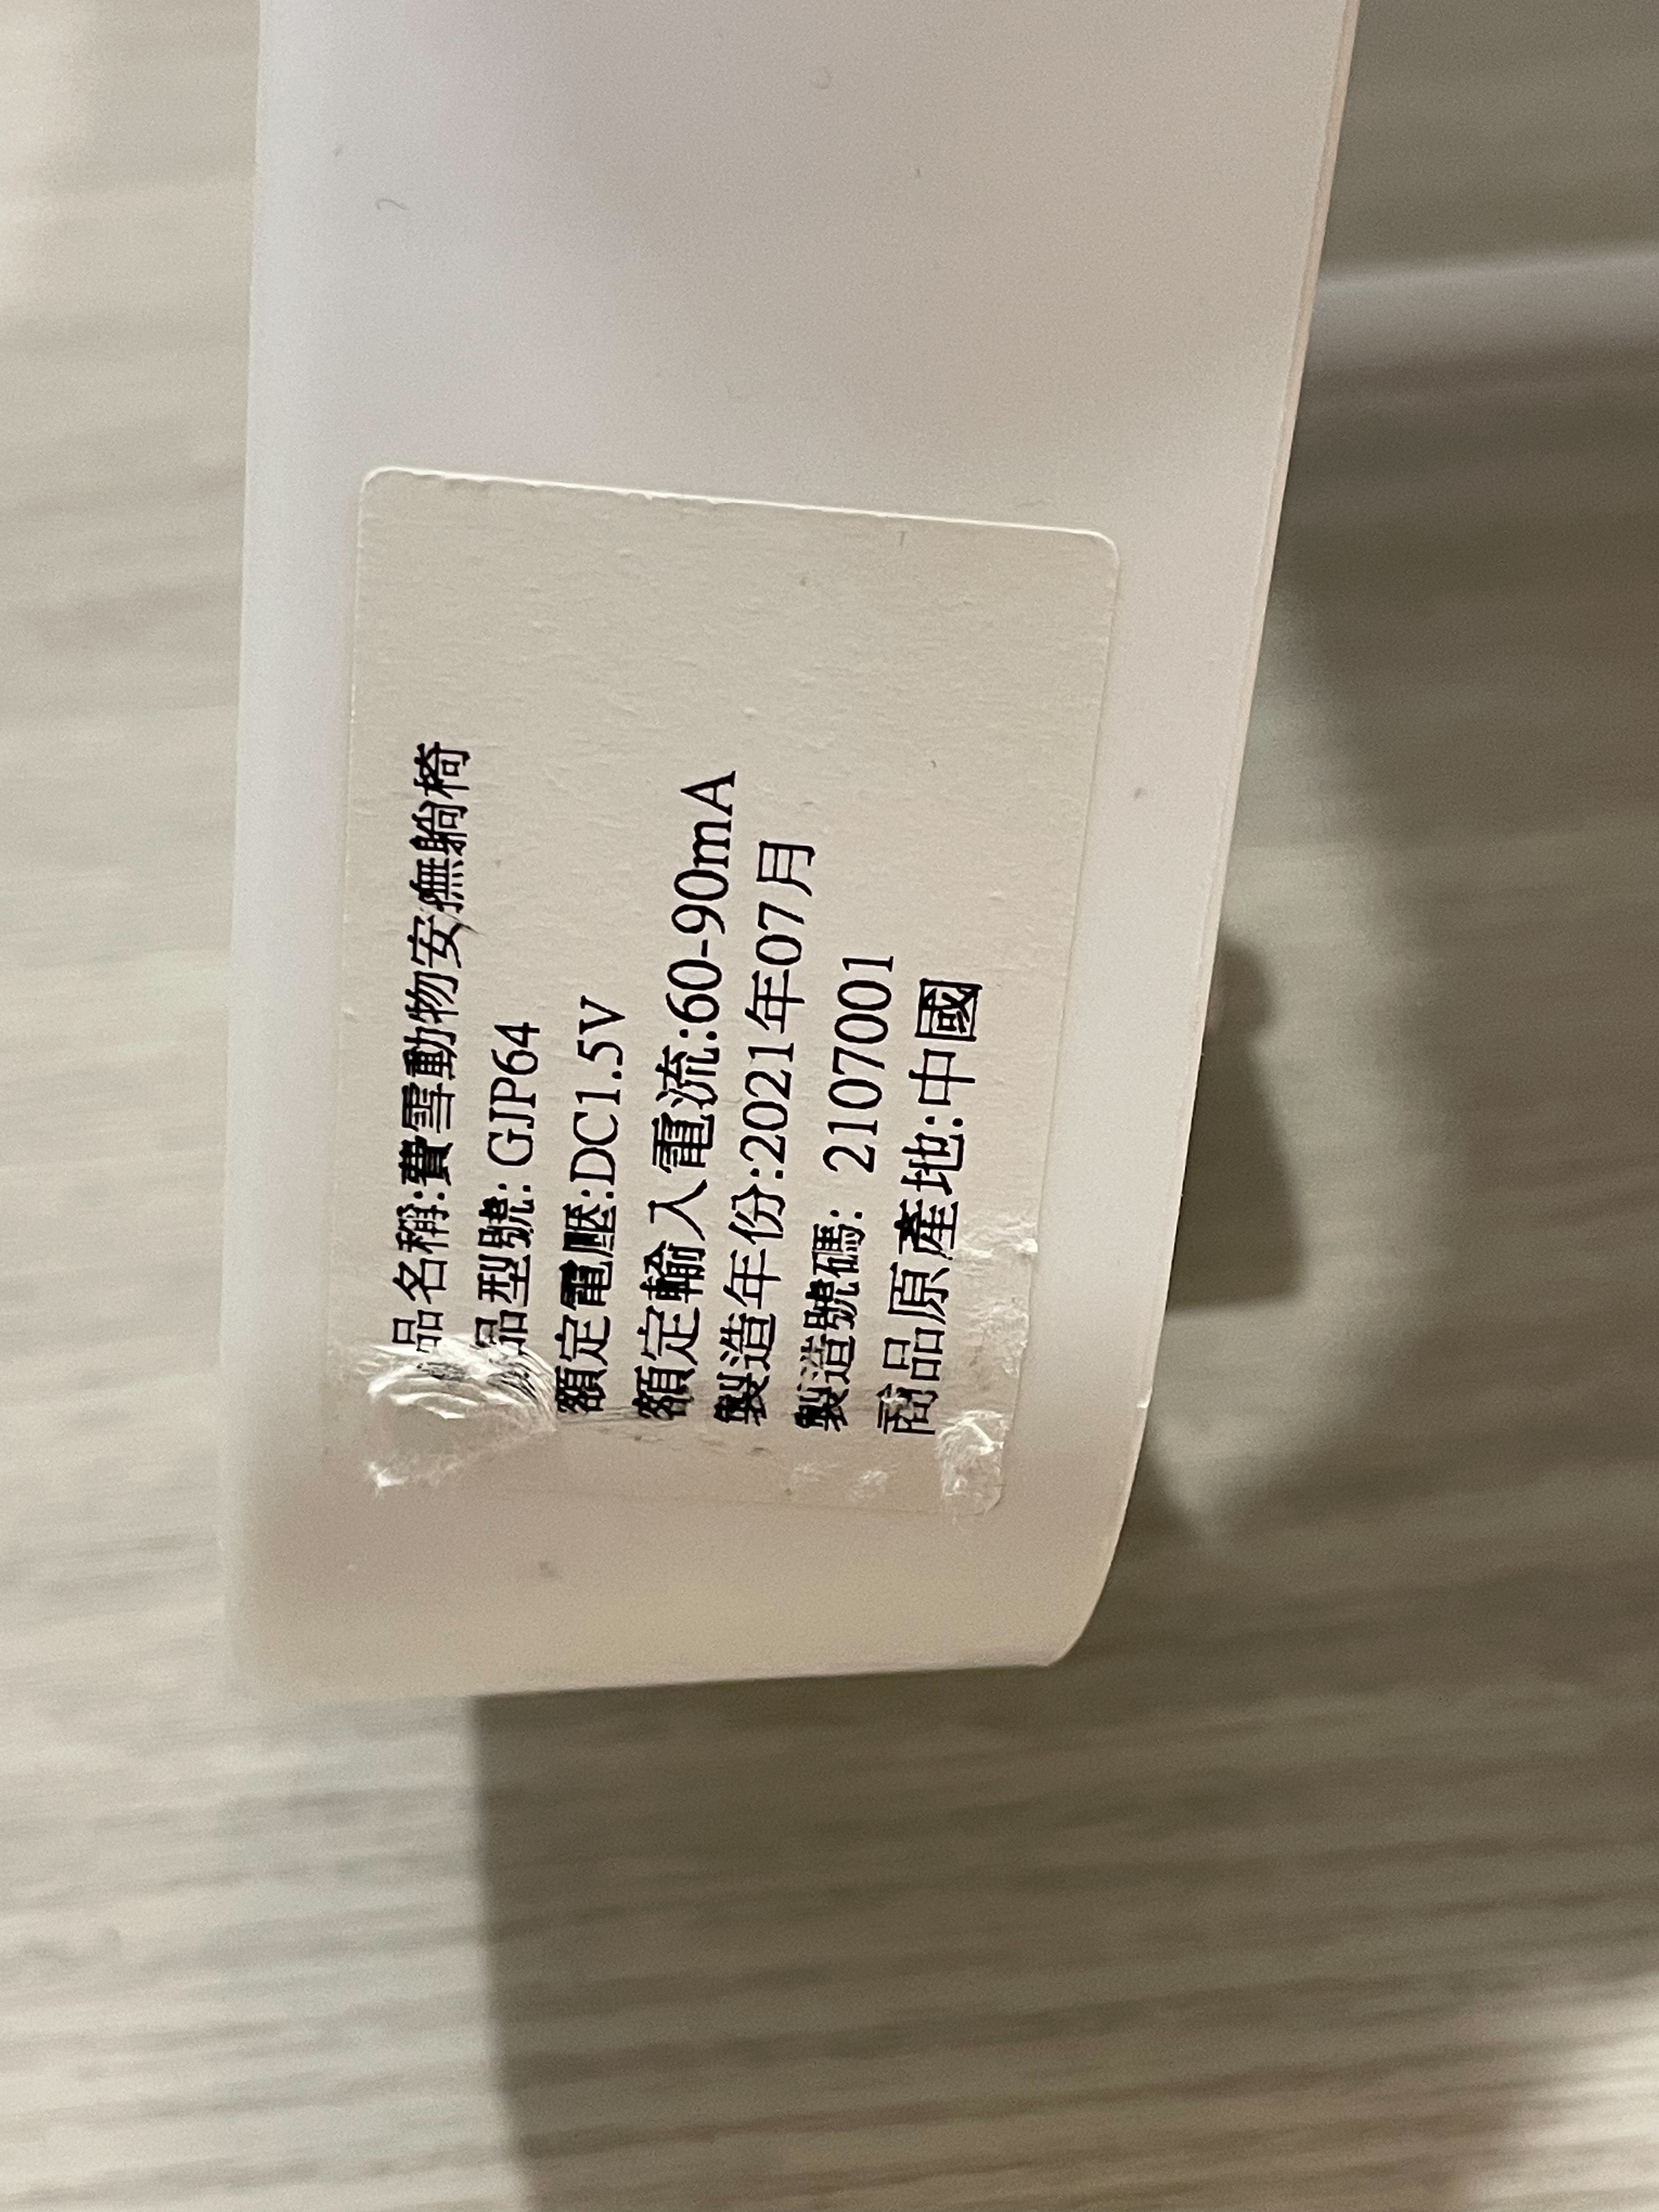 品名稱:費雪動物安撫躺椅
品型號: GJP64
額定電壓:DC1.5V
額定輸入電流:60-90mA
製造年份:2021年07月
製造號碼: 2107001
商品原產地:中國